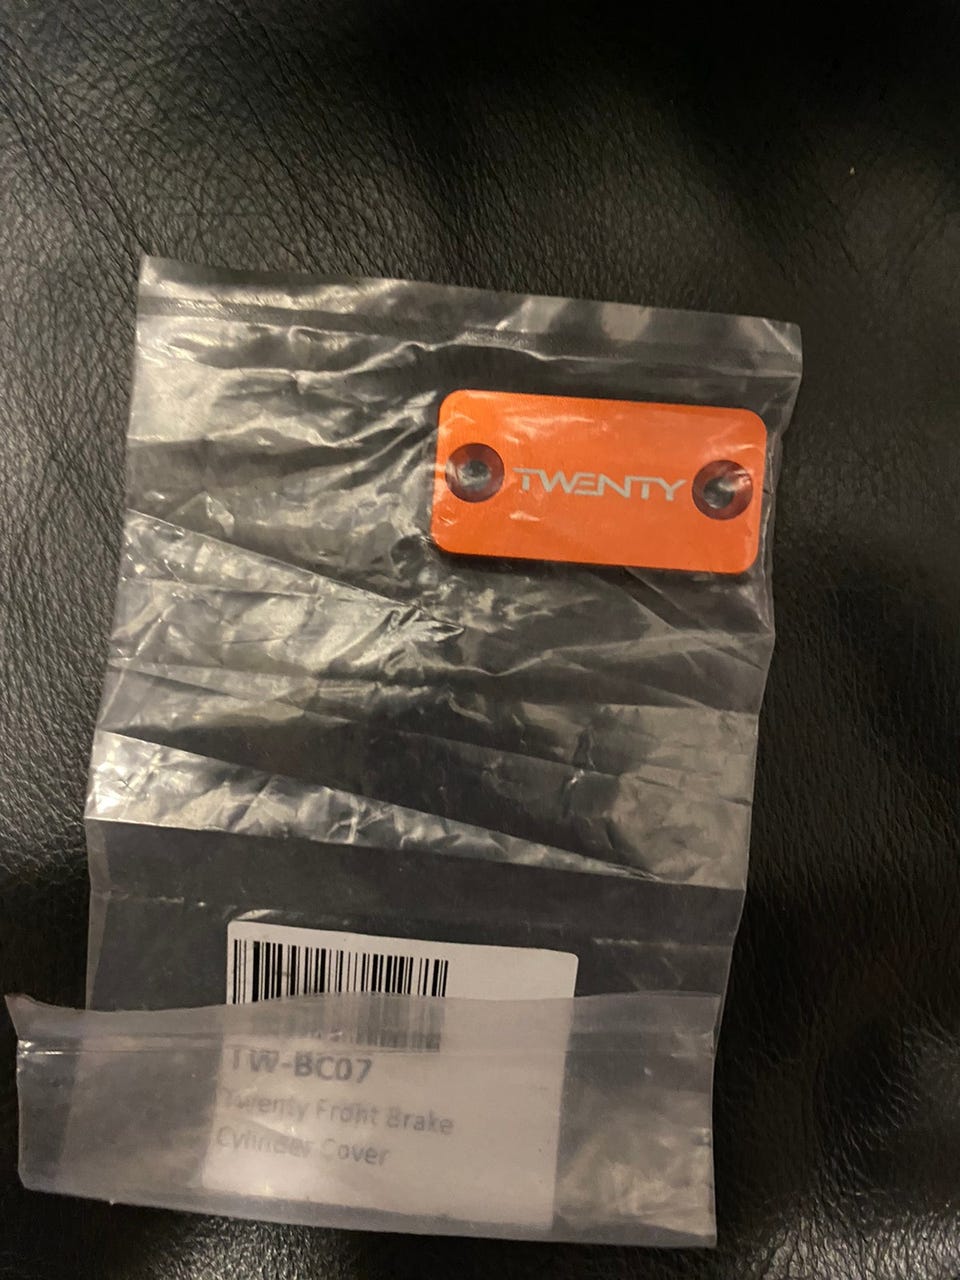 TWENTY
TW-BC07
Twenty Front Brake
Cylinder Cover